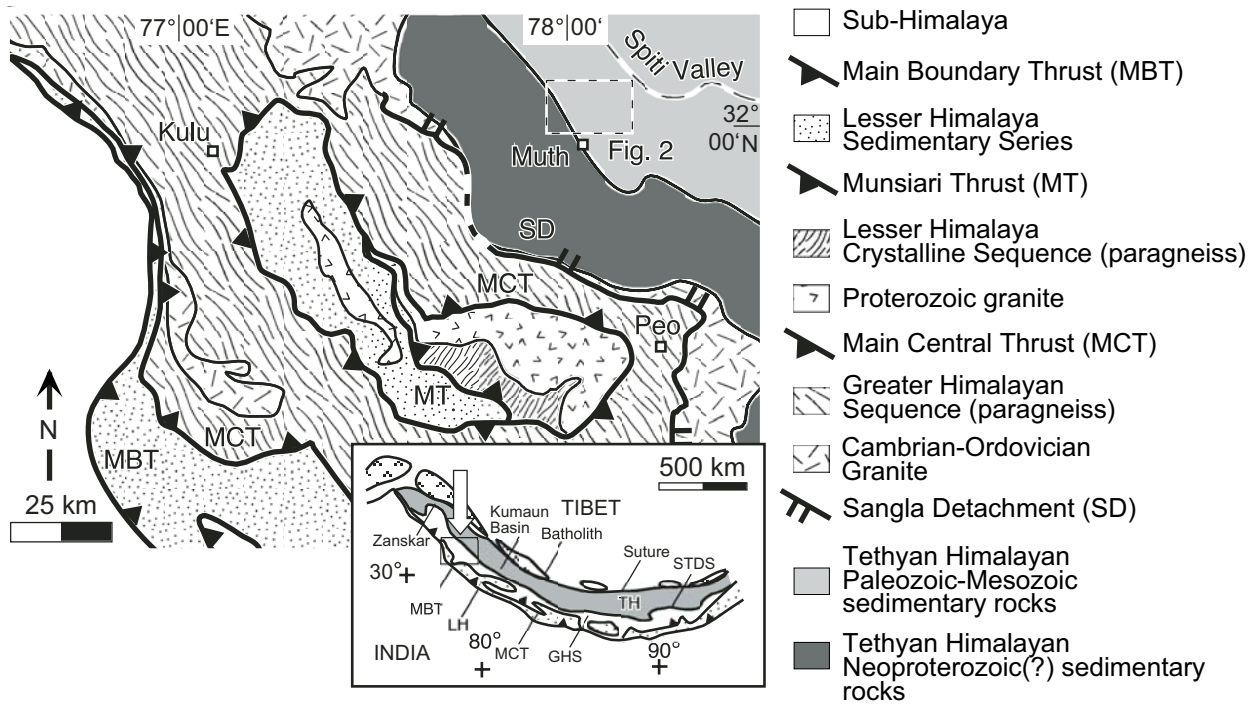 77°00'E
78°00'
Spiti Valley
32°
00'N
Kulu
Muth
Fig. 2
SD
MCT
Peo
MT
MCT
MBT
N
25 km
500 km
TIBET
Kumaun
Basin
Batholith
Zanskar
Suture
STDS
30°
TH
MBT
LH
80°
MCT
GHS
90°
INDIA
Sub-Himalaya
Main Boundary Thrust (MBT)
Lesser Himalaya
Sedimentary Series
Munsiari Thrust (MT)
Lesser Himalaya
Crystalline Sequence (paragneiss)
Proterozoic granite
Main Central Thrust (MCT)
Greater Himalayan
Sequence (paragneiss)
Cambrian-Ordovician
Granite
Sangla Detachment (SD)
Tethyan Himalayan
Paleozoic-Mesozoic
sedimentary rocks
Tethyan Himalayan
Neoproterozoic(?) sedimentary
rocks